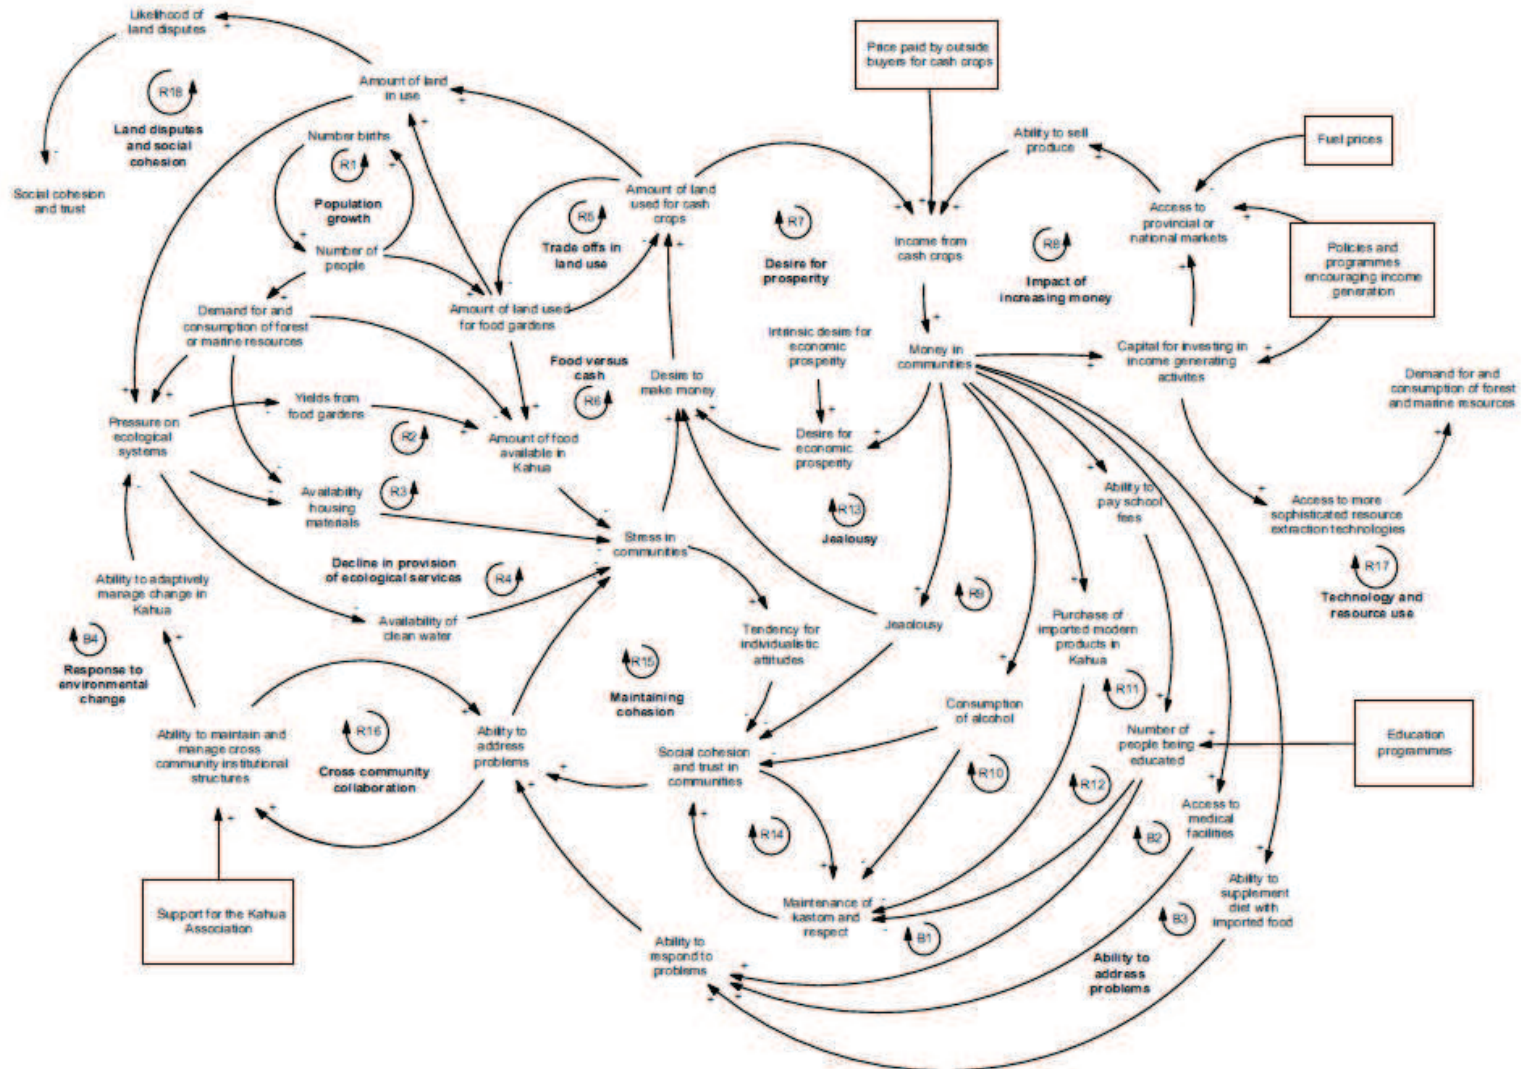 Likelihood of
land disputes
R18
Land disputes
and social
cohesion
Social cohesion
and trust
Amount of land
in use
Number births
R1
Population
growth
Number of
people
Demand for and
consumption of forest
or marine resources
Amount of land used
for food gardens
R5
Trade offs in
land use
Amount of land
used for cash
crops
Price paid by outside
buyers for cash crops
R7
Desire for
prosperity
Income from
cash crops
Ability to sell
produce
Fuel prices
Access to
provincial or
national markets
R8
Impact of
increasing money
Policies and
programmes
encouraging income
generation
Intrinsic desire for
economic
prosperity
Money in
communities
Capital for investing in
income generating
activites
Demand for and
consumption of forest
and marine resources
Food versus
cash
R6
Desire to
make money
Pressure on
ecological
systems
Yields from
food gardens
R2
Amount of food
available in
Kahua
Desire for
economic
prosperity
Availability
housing
materials
R3
R13
Jealousy
Ability to
pay school
fees
Access to more
sophisticated resource
extraction technologies
R17
Technology and
resource use
Stress in
communities
Decline in provision
of ecological services
R4
Ability to adaptively
manage change in
Kahua
B4
Response to
environmental
change
Availability of
clean water
Tendency for
individualistic
attitudes
Jeaolousy
R9
Purchase of
imported modern
products in
Kahua
R15
Maintaining
cohesion
R11
Consumption
of alcohol
Ability to maintain and
manage cross
community institutional
structures
R16
Cross community
collaboration
Ability to
address
problems
Social cohesion
and trust in
communities
R10
R12
Number of
people being
educated
Education
programmes
R14
B2
Access to
medical
facilities
Support for the Kahua
Association
Maintenance of
kastom and
respect
B1
Ability to
respond to
problems
B3
Ability to
address
problems
Ability to
supplement
diet with
imported food